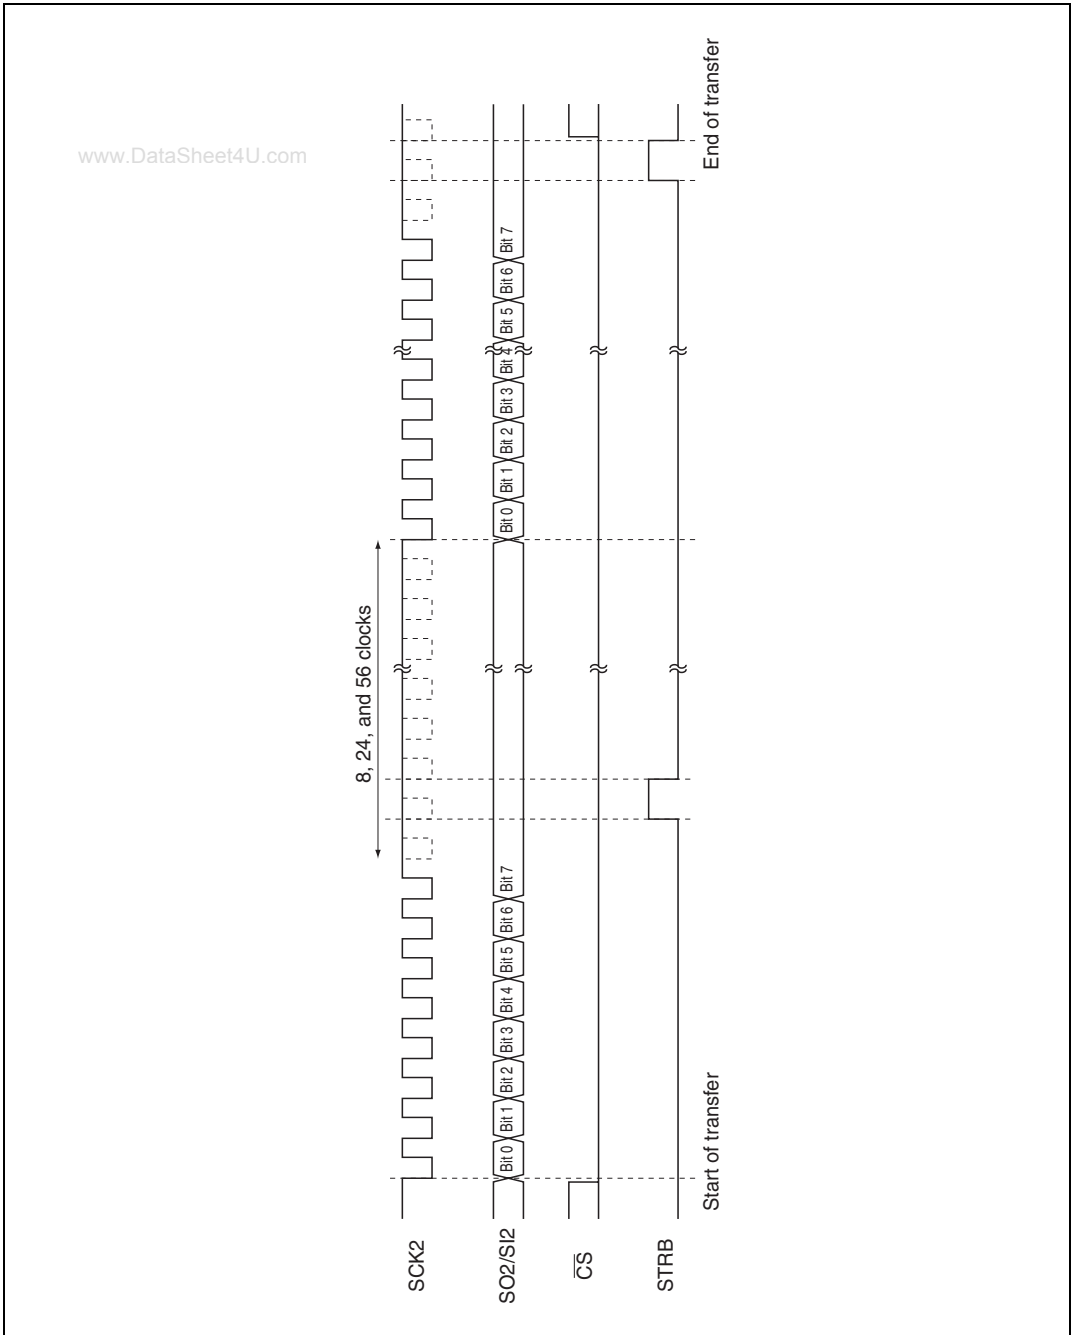 www.DataSheet4U.com
8, 24, and 56 clocks
SCK2
SO2/SI2
Bit 0 Bit 1 Bit 2 Bit 3 Bit 4 Bit 5 Bit 6 Bit 7
Bit 0 Bit 1 Bit 2 Bit 3 Bit 4 Bit 5 Bit 6 Bit 7
CS
STRB
Start of transfer
End of transfer